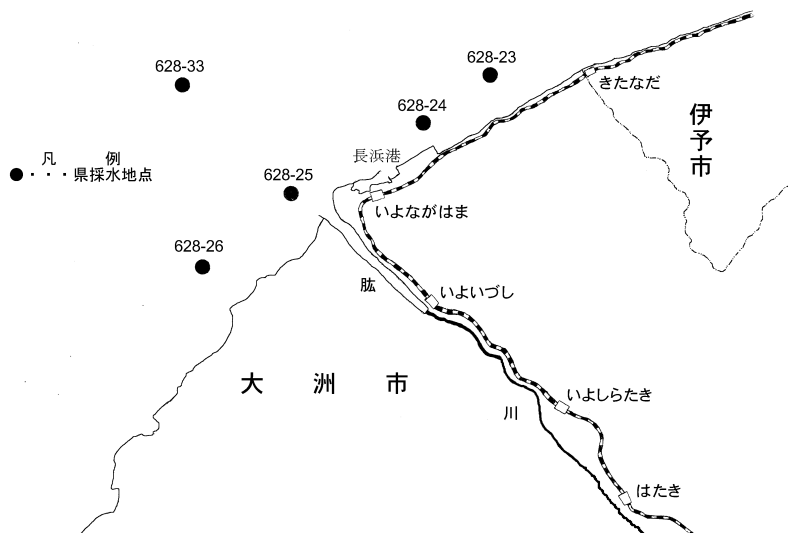 628-33
628-23
きたなだ
628-24
伊予市
長浜港
凡 例
・・・県採水地点
628-25
いよながはま
628-26
肱
いよいづし
大 洲 市
いよしらたき
川
はたき